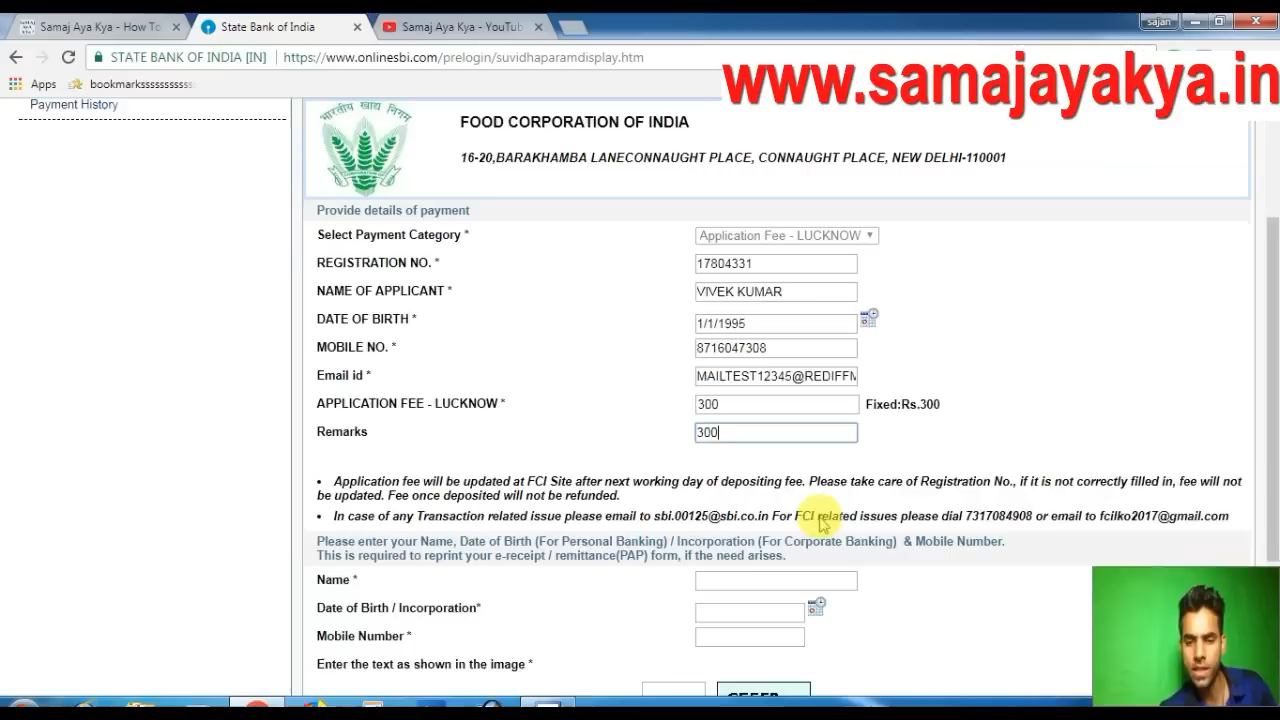 Samaj Aya Kya - How T
State Bank of India
Samaj Aya Kya - YouTub
sajan
STATE BANK OF INDIA [IN]
https://www.onlinesbi.com/prelogin/suvidhaparamdisplay.htm
Apps
bookmarksssssssssss
www.samajayakya.in
Payment History
भारतीय खाद्य निगम
FOOD CORPORATION OF INDIA
16-20,BARAKHAMBA LANECONNAUGHT PLACE, CONNAUGHT PLACE, NEW DELHI-110001
Provide details of payment
Select Payment Category * Application Fee - LUCKNOW
REGISTRATION NO. * 17804331
NAME OF APPLICANT * VIVEK KUMAR
DATE OF BIRTH * 1/1/1995
MOBILE NO. * 8716047308
Email id * MAILTEST12345@REDIFFM
APPLICATION FEE - LUCKNOW * 300 Fixed:Rs.300
Remarks 300
• Application fee will be updated at FCI Site after next working day of depositing fee. Please take care of Registration No., if it is not correctly filled in, fee will not
be updated. Fee once deposited will not be refunded.
• In case of any Transaction related issue please email to sbi.00125@sbi.co.in For FCI related issues please dial 7317084908 or email to fcilko2017@gmail.com
Please enter your Name, Date of Birth (For Personal Banking) / Incorporation (For Corporate Banking) & Mobile Number.
This is required to reprint your e-receipt / remittance(PAP) form, if the need arises.
Name *
Date of Birth / Incorporation*
Mobile Number *
Enter the text as shown in the image *